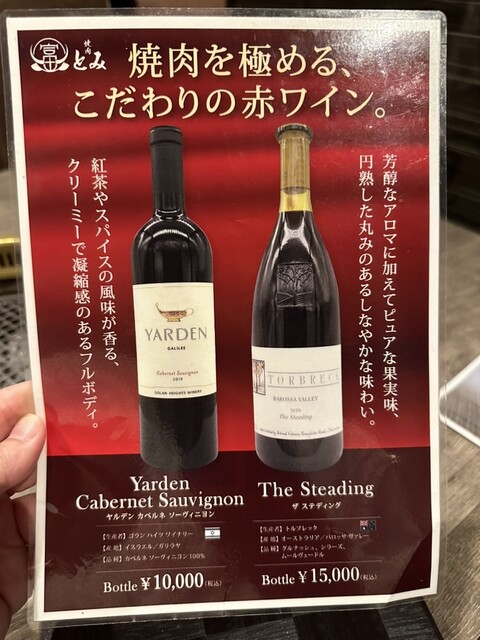 富田
焼肉
とみ
焼肉を極める、
こだわりの赤ワイン。
芳醇なアロマに加えてピュアな果実味、
円熟した丸みのあるしなやかな味わい。
紅茶やスパイスの風味が香る、
クリーミーで凝縮感のあるフルボディ。
YARDEN
GALILEE
Cabernet Sauvignon
2019
GOLAN HEIGHTS WINERY
TORBRECK
BAROSSA VALLEY
2019
The Steading
Yarden
Cabernet Sauvignon
ヤルデン カベルネ ソーヴィニヨン
【生産者】ゴラン ハイツ ワイナリー
【産 地】イスラエル／ガリラヤ
【品 種】カベルネ ソーヴィニヨン 100%
Bottle ¥10,000(税込)
The Steading
ザ ステディング
【生産者】トルブレック
【産 地】オーストラリア／バロッサ・ヴァレー
【品 種】グルナッシュ、シラーズ、
ムールヴェードル
Bottle ¥15,000(税込)